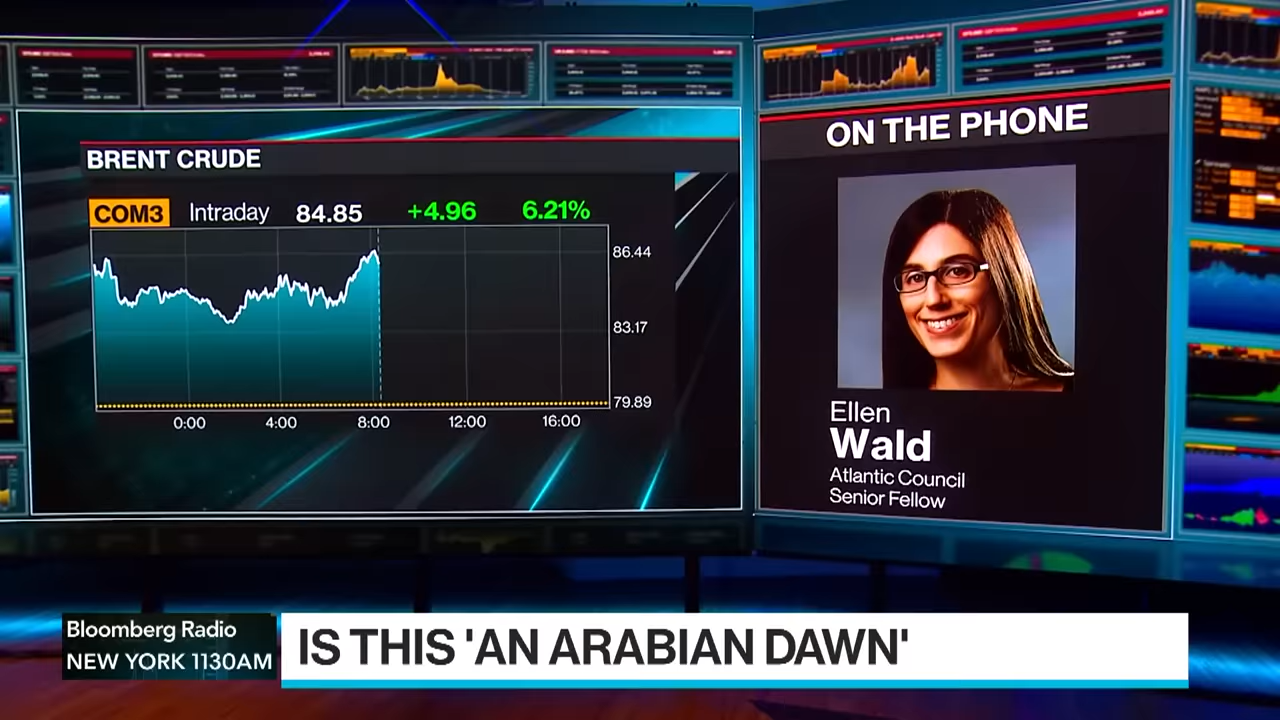 BRENT CRUDE
COM3 Intraday 84.85 +4.96 6.21%
86.44
83.17
79.89
0:00 4:00 8:00 12:00 16:00
ON THE PHONE
Ellen
Wald
Atlantic Council
Senior Fellow
Bloomberg Radio
NEW YORK 1130AM
IS THIS 'AN ARABIAN DAWN'